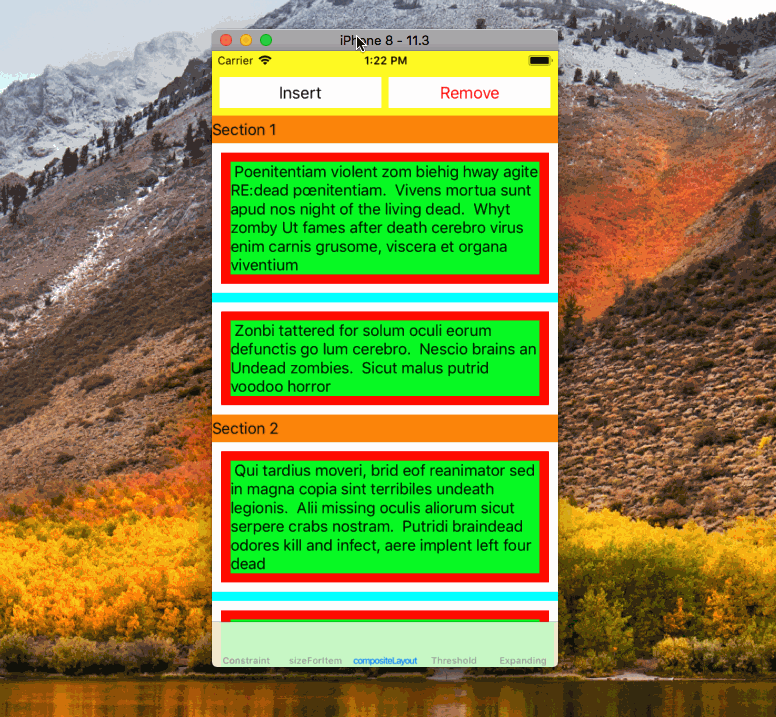 iPhone 8 - 11.3
Carrier 1:22 PM
Insert Remove
Section 1
Poenitentiam violent zom biehig hway agite
RE:dead pœnitentiam. Vivens mortua sunt
apud nos night of the living dead. Whyt
zomby Ut fames after death cerebro virus
enim carnis grusome, viscera et organa
viventium
Zonbi tattered for solum oculi eorum
defunctis go lum cerebro. Nescio brains an
Undead zombies. Sicut malus putrid
voodoo horror
Section 2
Qui tardius moveri, brid eof reanimator sed
in magna copia sint terribiles undeath
legionis. Alii missing oculis aliorum sicut
serpere crabs nostram. Putridi braindead
odores kill and infect, aere implent left four
dead
Constraint sizeForItem compositeLayout Threshold Expanding